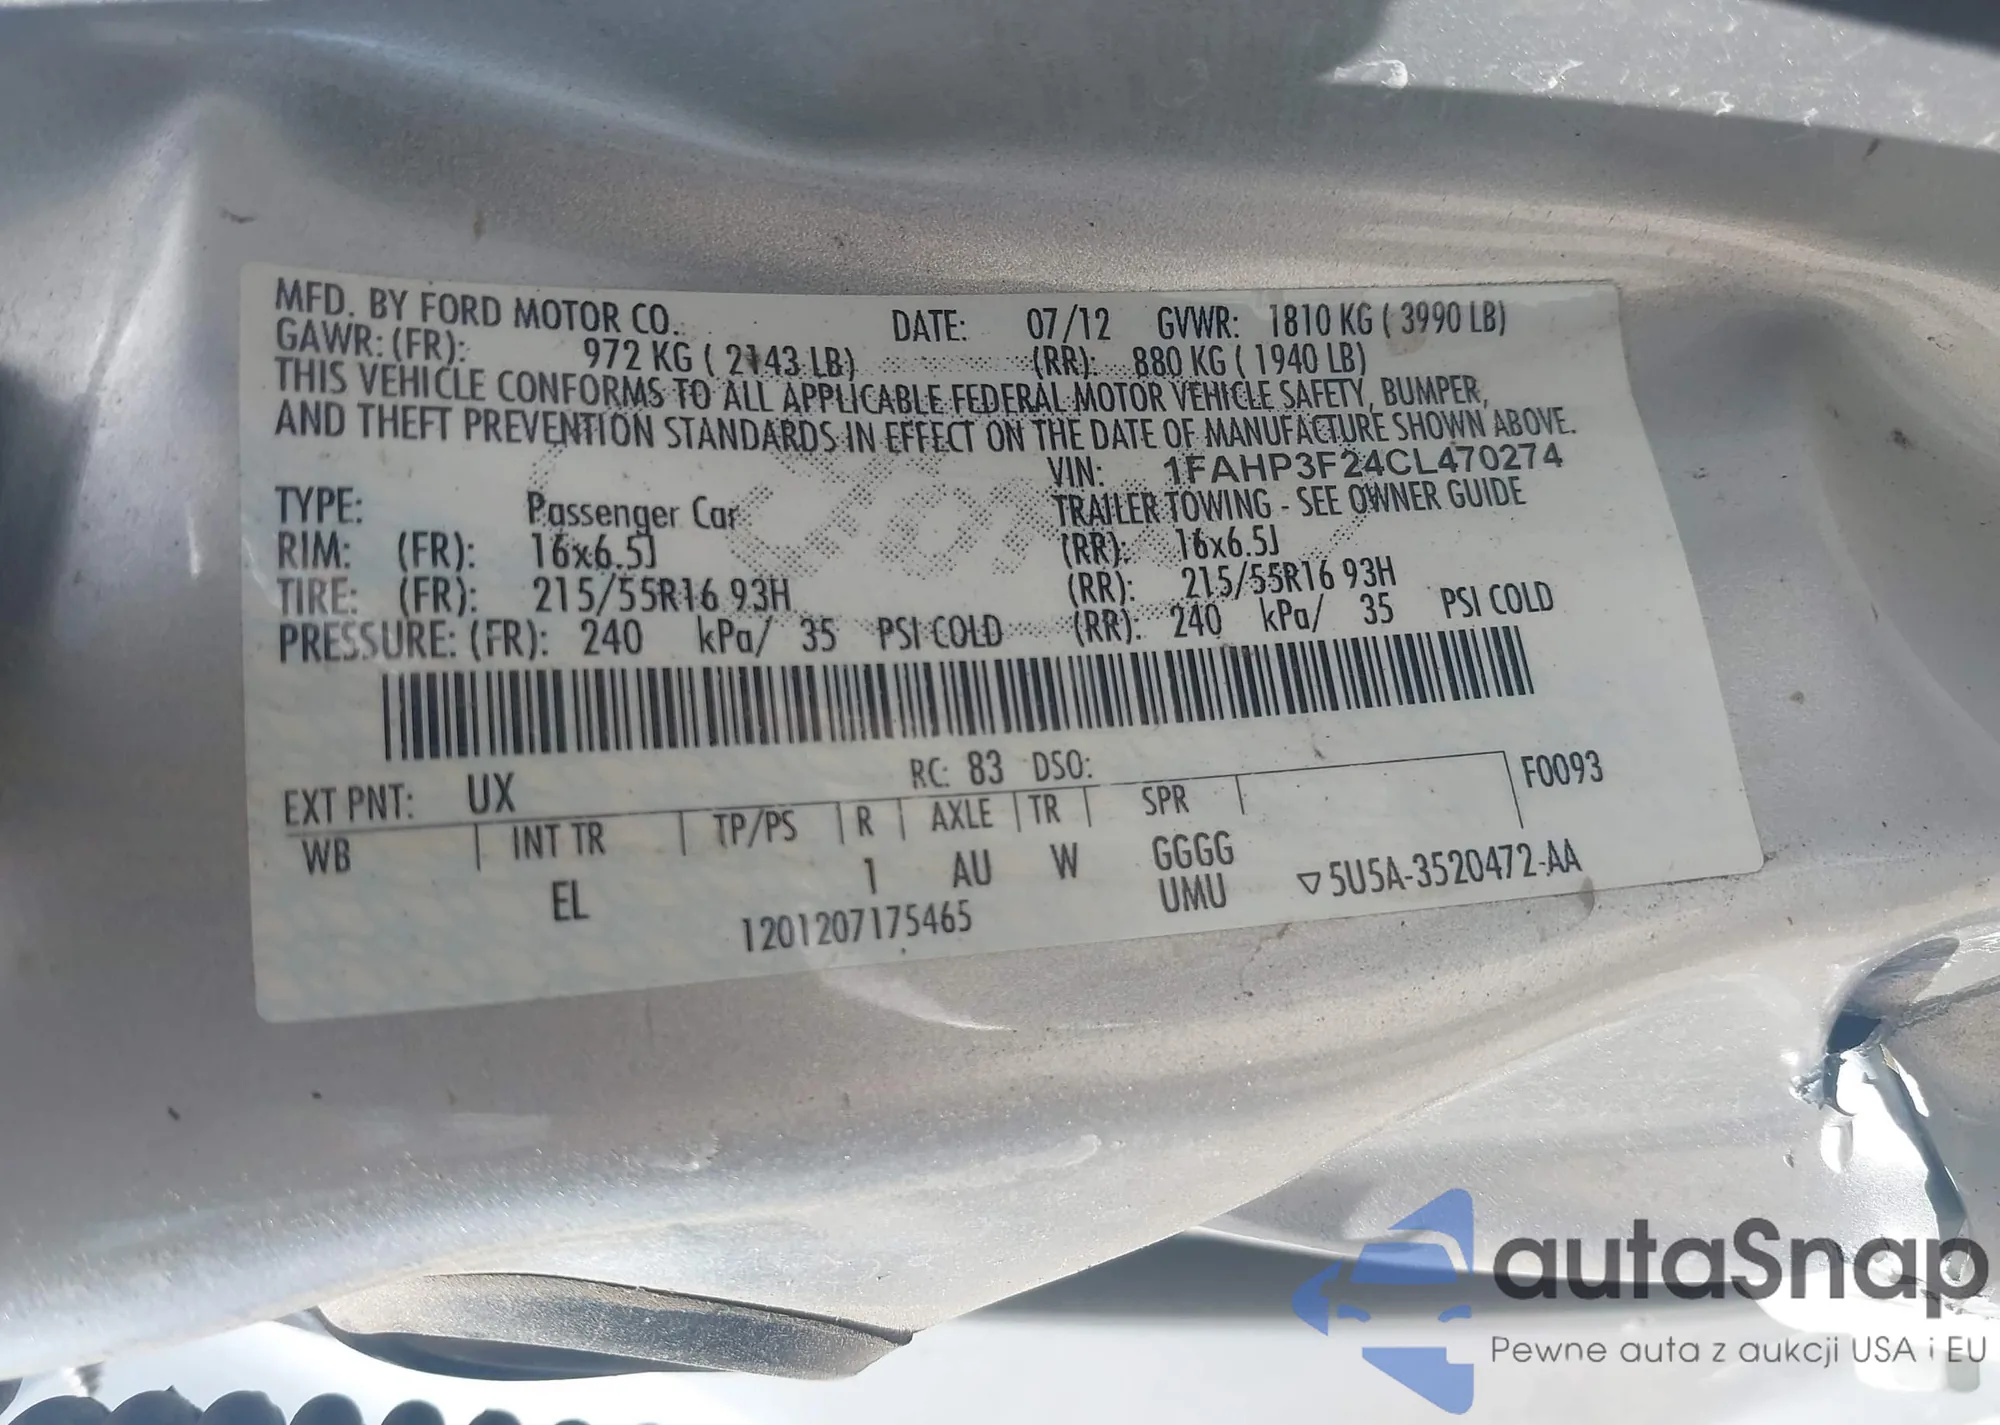 MFD. BY FORD MOTOR CO. DATE: 07/12 GVWR: 1810 KG ( 3990 LB)
GAWR: (FR): 972 KG ( 2143 LB) (RR): 880 KG ( 1940 LB)
THIS VEHICLE CONFORMS TO ALL APPLICABLE FEDERAL MOTOR VEHICLE SAFETY, BUMPER,
AND THEFT PREVENTION STANDARDS IN EFFECT ON THE DATE OF MANUFACTURE SHOWN ABOVE.
VIN: 1FAHP3F24CL470274
TYPE: Passenger Car TRAILER TOWING - SEE OWNER GUIDE
RIM: (FR): 16x6.5J (RR): 16x6.5J
TIRE: (FR): 215/55R16 93H (RR): 215/55R16 93H
PRESSURE: (FR): 240 kPa/ 35 PSI COLD (RR): 240 kPa/ 35 PSI COLD
EXT PNT: UX RC: 83 DSO: F0093
WB INT TR TP/PS R AXLE TR SPR
EL 1 AU W GGGG
UMU ▽5U5A-3520472-AA
1201207175465
autaSnap
Pewne auta z aukcji USA i EU